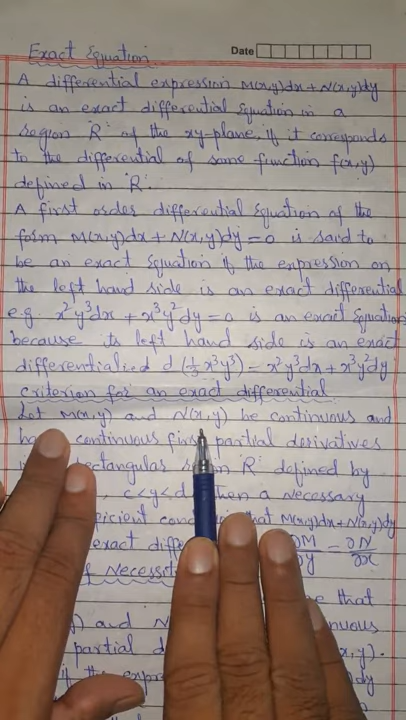 Exact Equation
Date
A differential expression M(x,y)dx+N(x,y)dy
is an exact differential Equation in a
region 'R' of the xy-plane, if it corresponds
to the differential of some function f(x,y)
defined in 'R'.
A first order differential Equation of the
form M(x,y)dx + N(x,y)dy = 0 is said to
be an exact Equation if the expression on
the left hand side is an exact differential
e.g. x²y³dx + x³y²dy = 0 is an exact Equation
because its left hand side is an exact
differential d(⅓x³y³) = x²y³dx + x³y²dy
Criterion for an exact differential
Let M(x,y) and N(x,y) be continuous and
continuous first partial derivatives
R defined by
c<y<d. Then a necessary
that M(x,y)dx+N(x,y)dy
exact ∂M/∂y = ∂N/∂x
of Necessit
that
and N
partial
if the